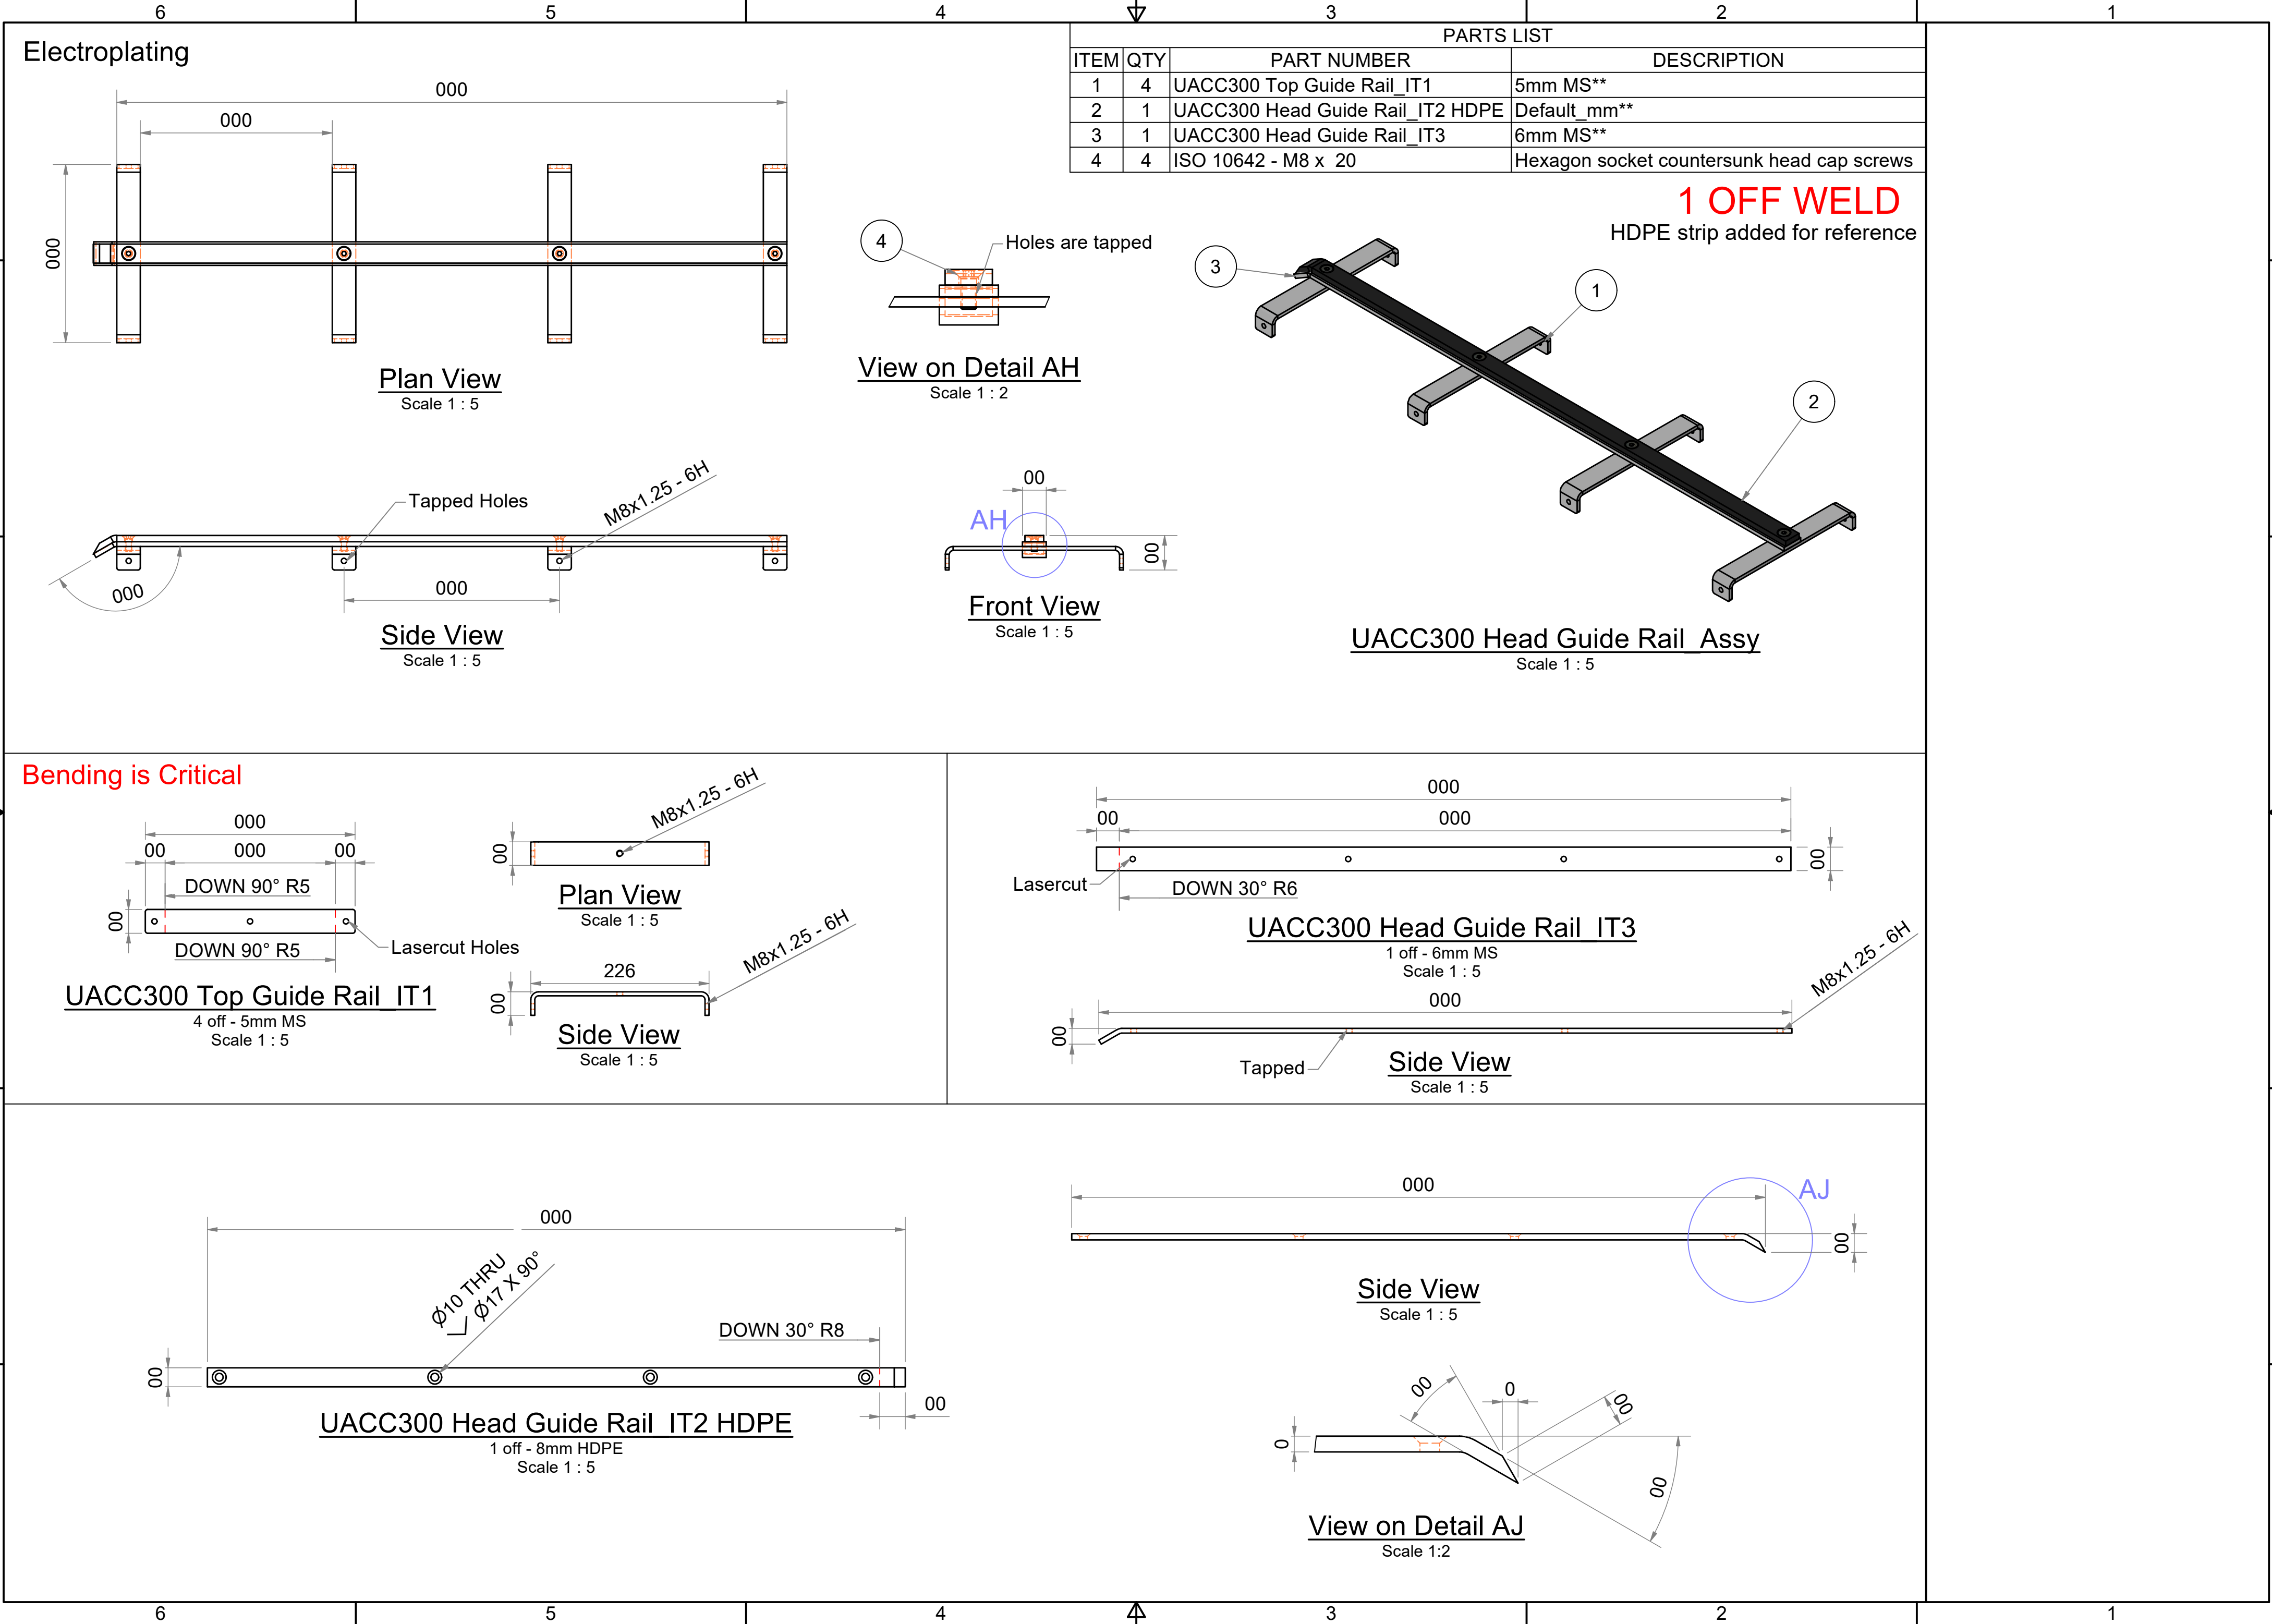 6 5 4 3 2 1
Electroplating
PARTS LIST
ITEM QTY PART NUMBER DESCRIPTION
1 4 UACC300 Top Guide Rail_IT1 5mm MS**
2 1 UACC300 Head Guide Rail_IT2 HDPE Default_mm**
3 1 UACC300 Head Guide Rail_IT3 6mm MS**
4 4 ISO 10642 - M8 x  20 Hexagon socket countersunk head cap screws
1 OFF WELD
HDPE strip added for reference
000
000
000
Plan View
Scale 1 : 5
4
Holes are tapped
View on Detail AH
Scale 1 : 2
3
1
2
UACC300 Head Guide Rail_Assy
Scale 1 : 5
Tapped Holes
M8x1.25 - 6H
000
000
Side View
Scale 1 : 5
00
AH
00
Front View
Scale 1 : 5
Bending is Critical
000
00 000 00
DOWN 90° R5
00
Lasercut Holes
DOWN 90° R5
UACC300 Top Guide Rail_IT1
4 off - 5mm MS
Scale 1 : 5
M8x1.25 - 6H
00
Plan View
Scale 1 : 5
M8x1.25 - 6H
226
00
Side View
Scale 1 : 5
000
00 000
00
Lasercut
DOWN 30° R6
UACC300 Head Guide Rail_IT3
1 off - 6mm MS
Scale 1 : 5
M8x1.25 - 6H
000
00
Tapped
Side View
Scale 1 : 5
000
Ø10 THRU
Ø17 X 90°
DOWN 30° R8
00
00
UACC300 Head Guide Rail_IT2 HDPE
1 off - 8mm HDPE
Scale 1 : 5
000
AJ
00
Side View
Scale 1 : 5
00
0
00
0
00
View on Detail AJ
Scale 1:2
6 5 4 3 2 1